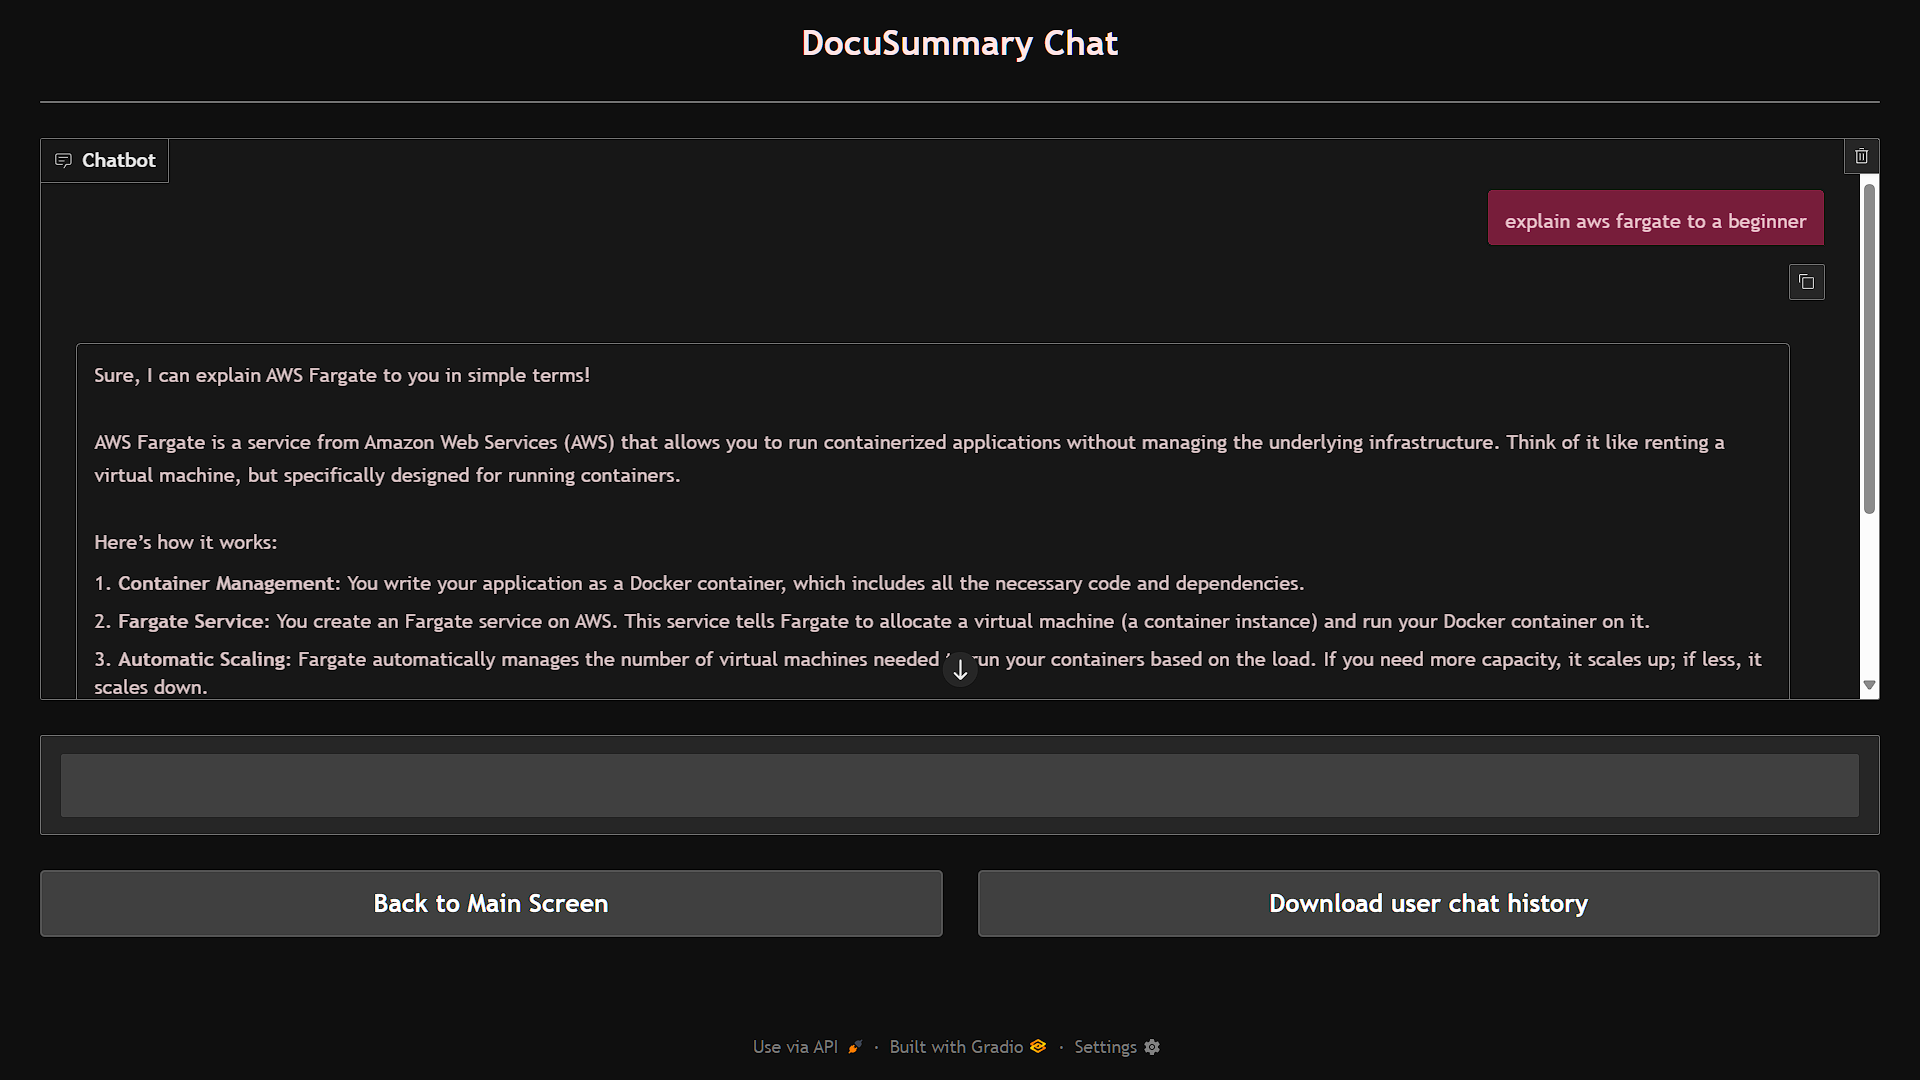 DocuSummary Chat
Chatbot
explain aws fargate to a beginner
Sure, I can explain AWS Fargate to you in simple terms!
AWS Fargate is a service from Amazon Web Services (AWS) that allows you to run containerized applications without managing the underlying infrastructure. Think of it like renting a
virtual machine, but specifically designed for running containers.
Here’s how it works:
1. Container Management: You write your application as a Docker container, which includes all the necessary code and dependencies.
2. Fargate Service: You create an Fargate service on AWS. This service tells Fargate to allocate a virtual machine (a container instance) and run your Docker container on it.
3. Automatic Scaling: Fargate automatically manages the number of virtual machines needed run your containers based on the load. If you need more capacity, it scales up; if less, it
scales down.
Back to Main Screen
Download user chat history
Use via API · Built with Gradio · Settings